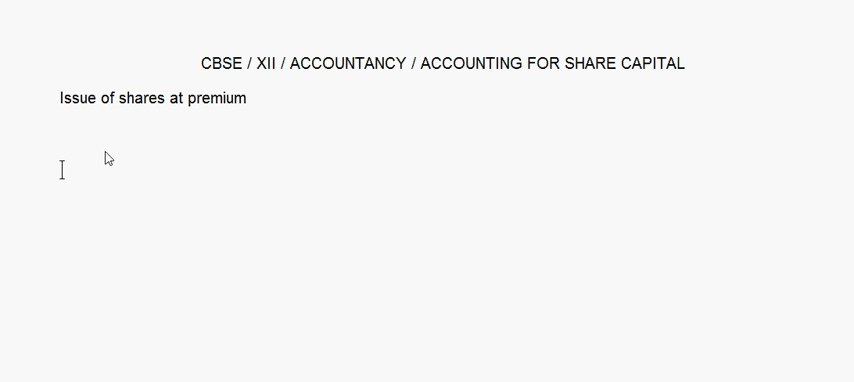 CBSE / XII / ACCOUNTANCY / ACCOUNTING FOR SHARE CAPITAL
Issue of shares at premium